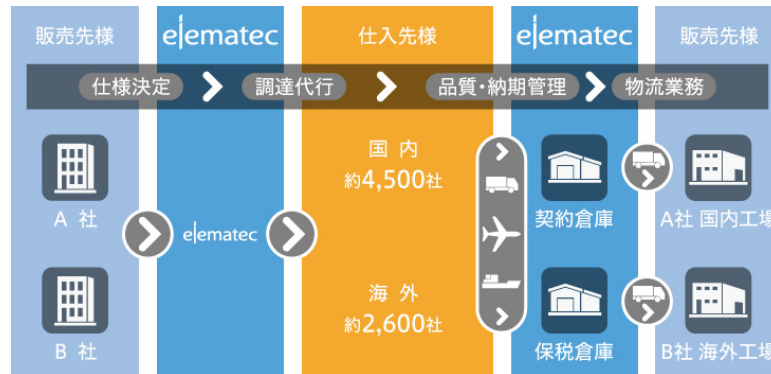 販売先様
elematec
仕入先様
elematec
販売先様
仕様決定
調達代行
品質・納期管理
物流業務
A 社
B 社
elematec
国内
約4,500社
海外
約2,600社
契約倉庫
保税倉庫
A社 国内工場
B社 海外工場